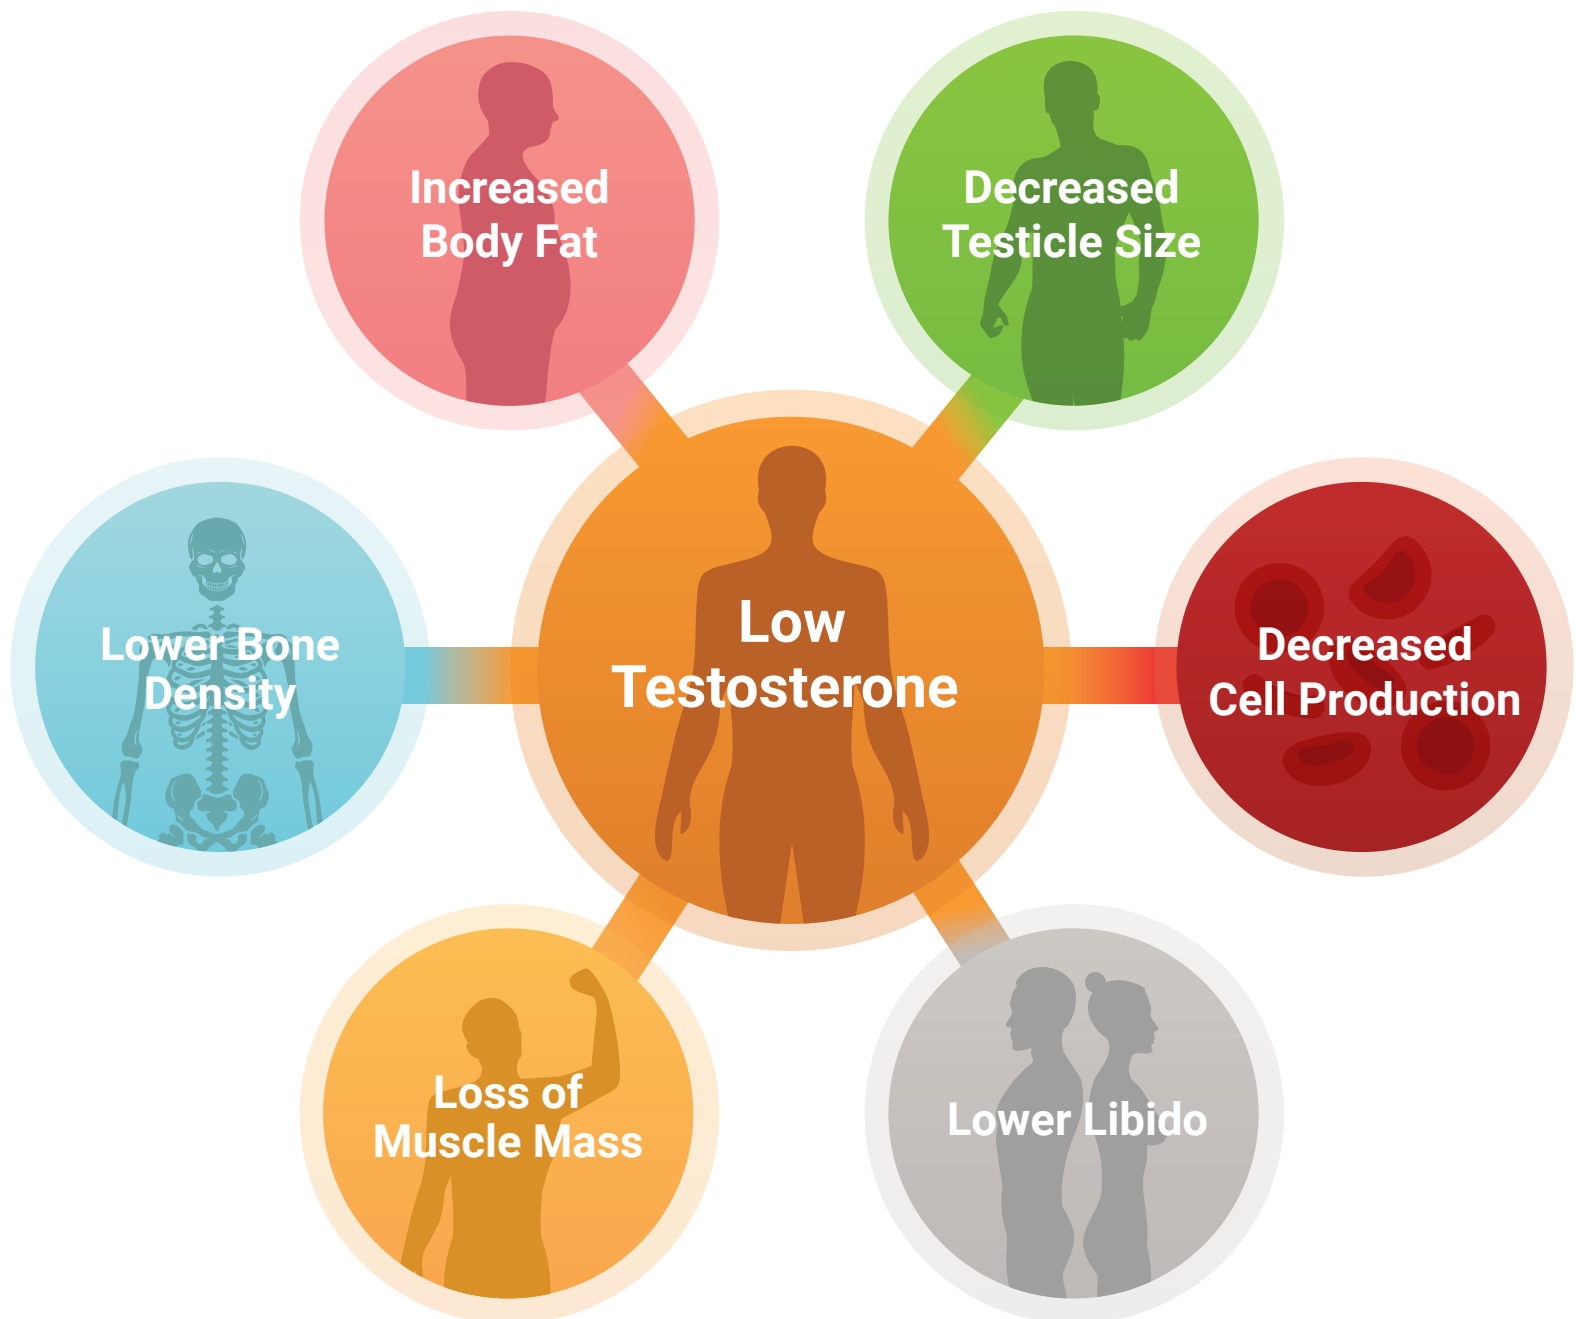 Increased
Body Fat
Decreased
Testicle Size
Lower Bone
Density
Low
Testosterone
Decreased
Cell Production
Loss of
Muscle Mass
Lower Libido